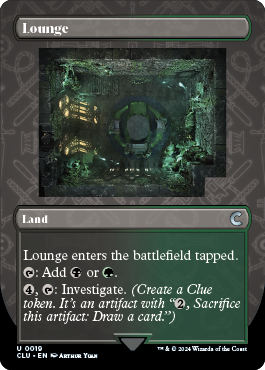 Lounge
Land
Lounge enters the battlefield tapped.
: Add or .
4, : Investigate. (Create a Clue
token. It's an artifact with “2, Sacrifice
this artifact: Draw a card.”)
U 0019
CLU • EN Arthur Yuan
™ & © 2024 Wizards of the Coast